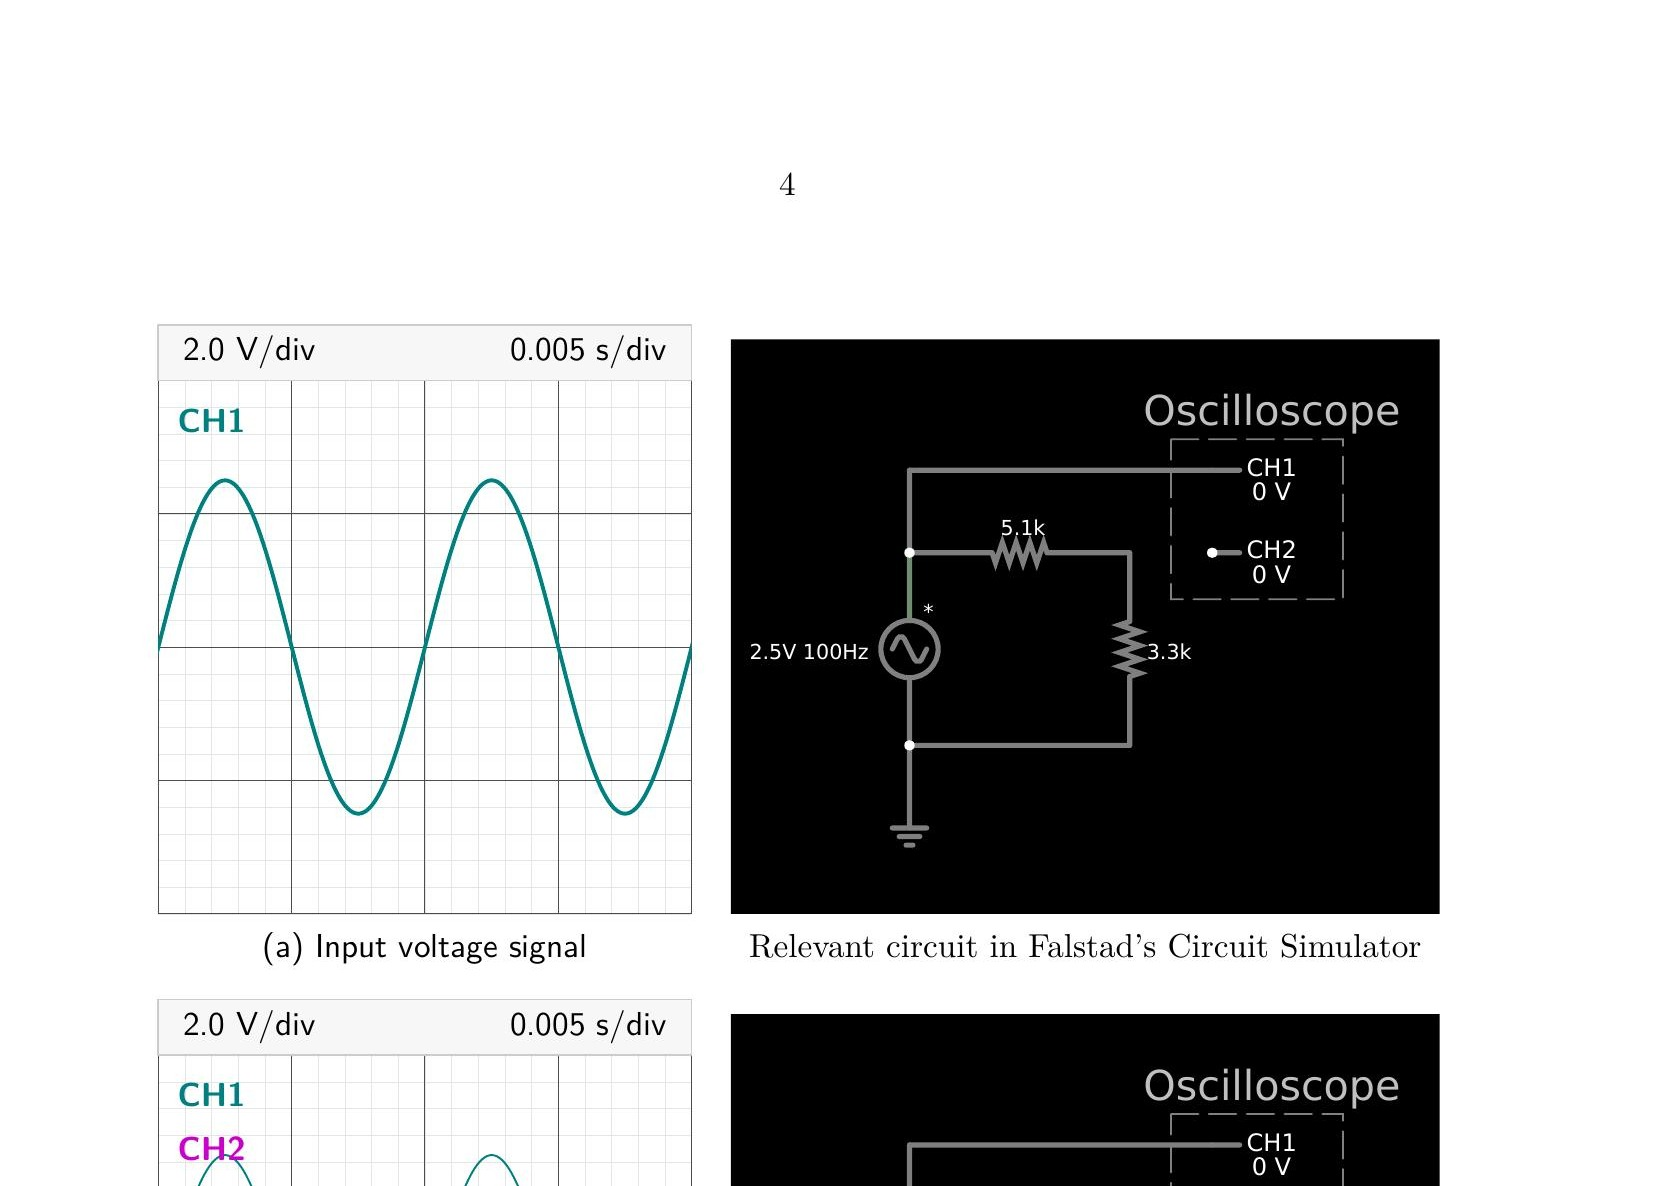 4
2.0 V/div 0.005 s/div
CH1
(a) Input voltage signal
Oscilloscope
CH1
0 V
5.1k
CH2
0 V
*
2.5V 100Hz
3.3k
Relevant circuit in Falstad's Circuit Simulator
2.0 V/div 0.005 s/div
CH1
CH2
Oscilloscope
CH1
0 V